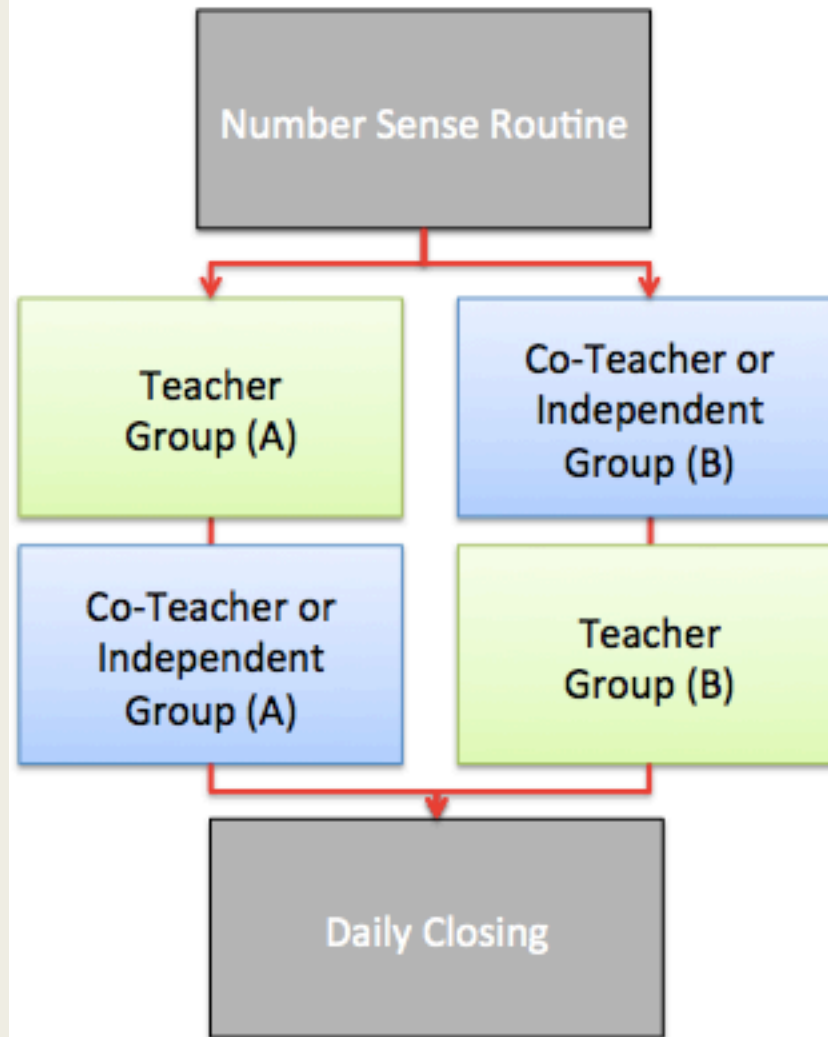 Number Sense Routine
Teacher
Group (A)
Co-Teacher or
Independent
Group (B)
Co-Teacher or
Independent
Group (A)
Teacher
Group (B)
Daily Closing